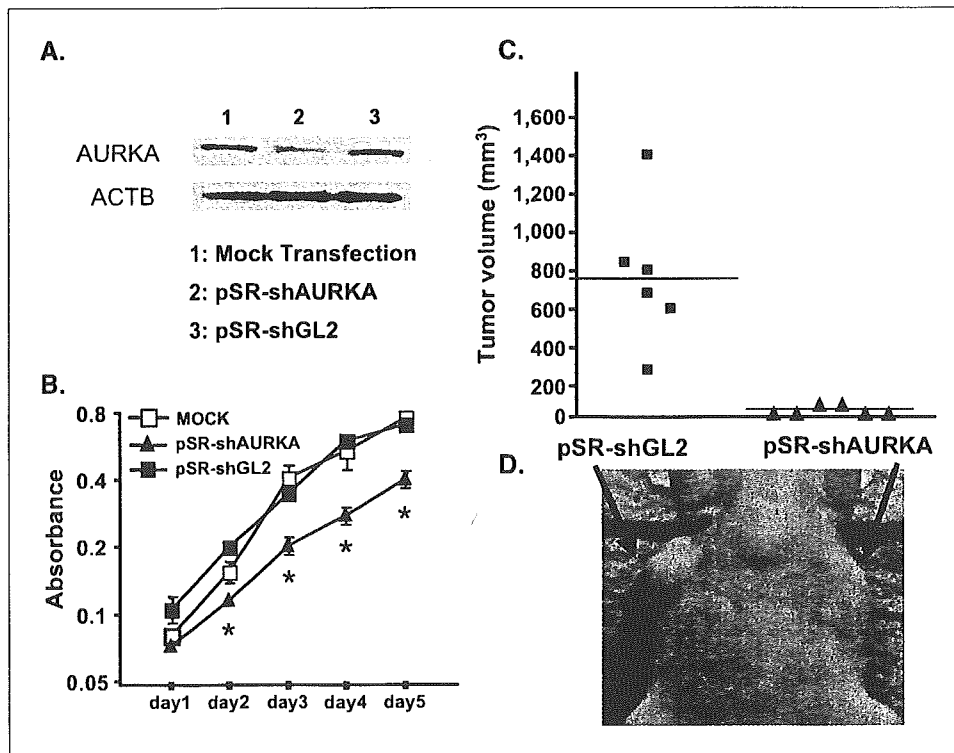 A.
1 2 3
AURKA
ACTB
1: Mock Transfection
2: pSR-shAURKA
3: pSR-shGL2
B.
0.8
0.4
0.2
0.1
0.05
Absorbance
MOCK
pSR-shAURKA
pSR-shGL2
*
*
*
*
day1 day2 day3 day4 day5
C.
Tumor volume (mm³)
1,600
1,400
1,200
1,000
800
600
400
200
0
pSR-shGL2 pSR-shAURKA
D.